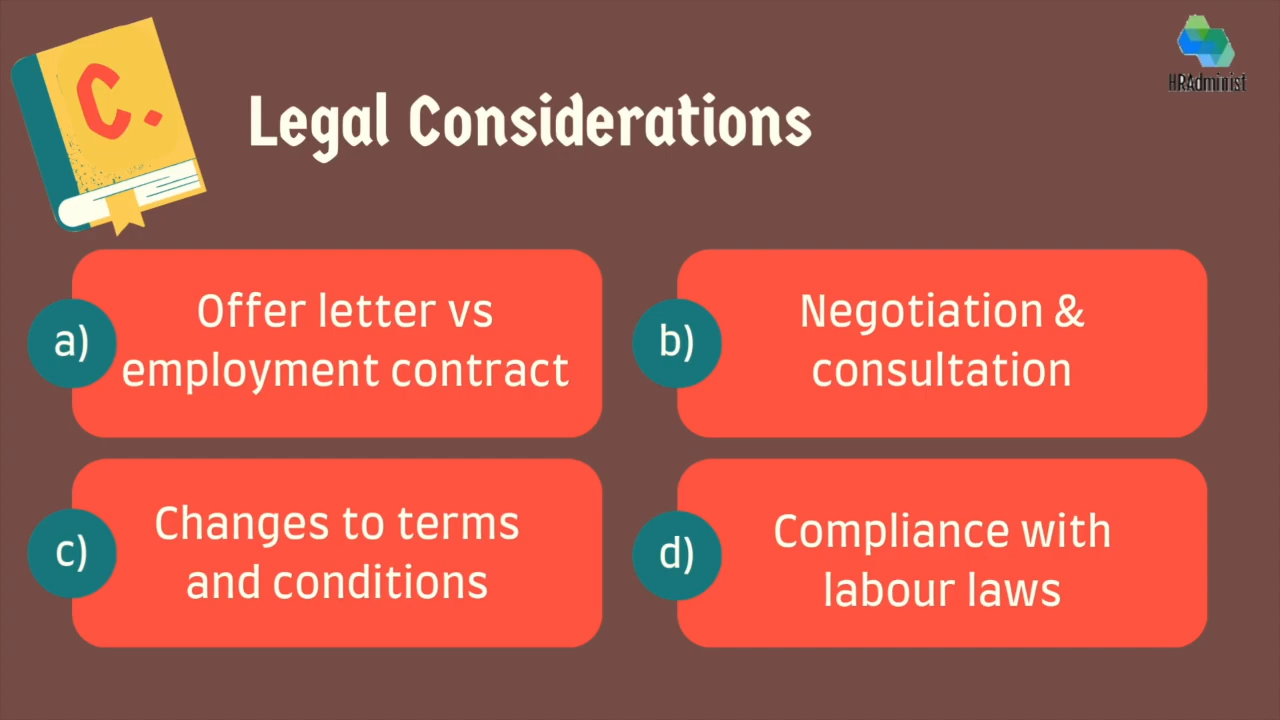 C.
Legal Considerations
HRAdminist
a)
Offer letter vs
employment contract
b)
Negotiation &
consultation
c)
Changes to terms
and conditions
d)
Compliance with
labour laws